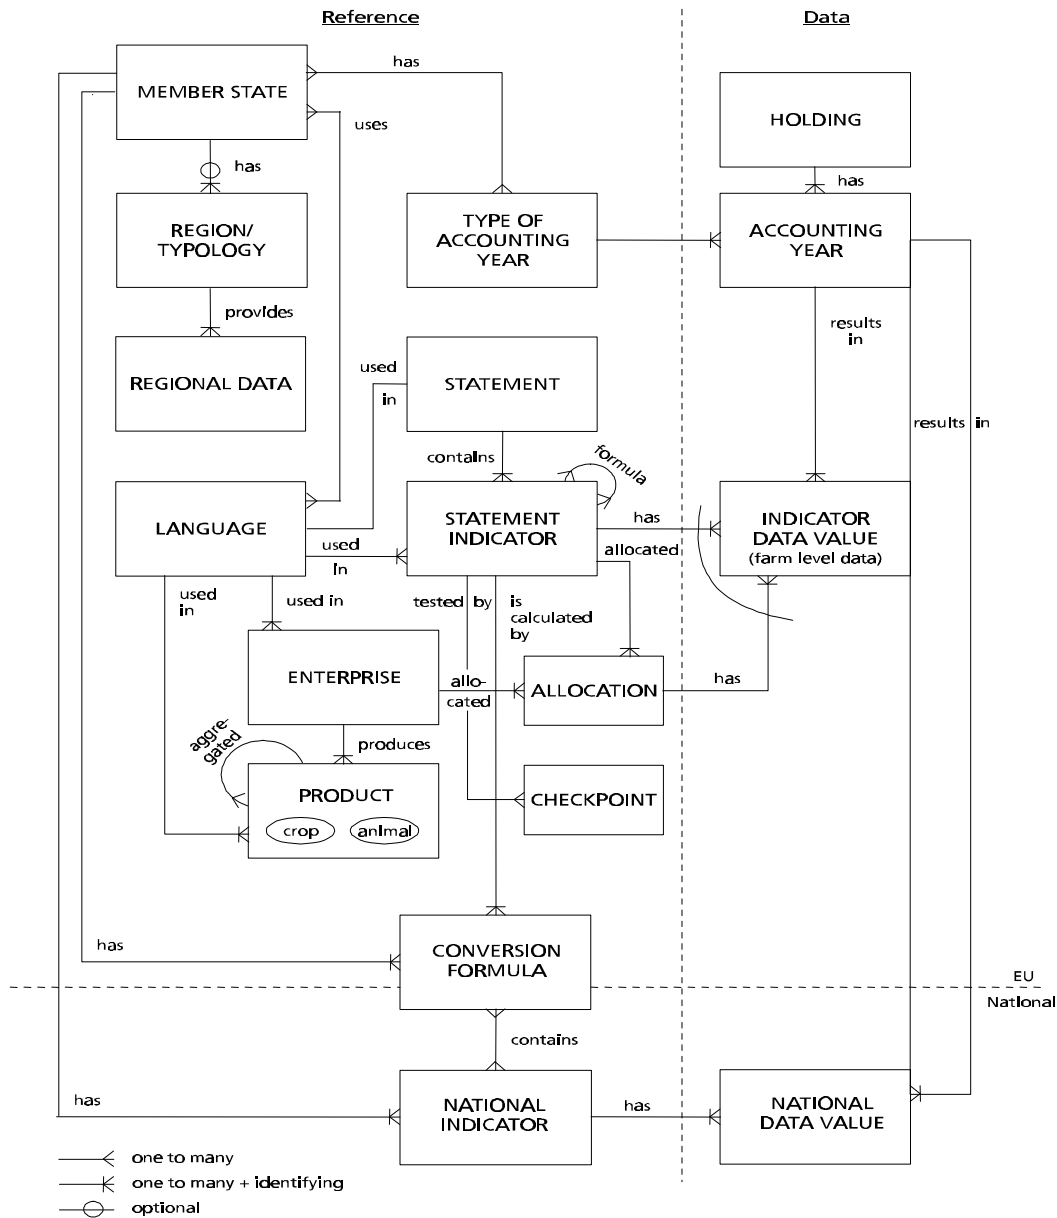 Reference
Data
MEMBER STATE
has
uses
HOLDING
has
has
REGION/
TYPOLOGY
TYPE OF
ACCOUNTING
YEAR
ACCOUNTING
YEAR
provides
results
in
REGIONAL DATA
used
in
STATEMENT
results in
contains
formula
LANGUAGE
STATEMENT
INDICATOR
has
INDICATOR
DATA VALUE
(farm level data)
used
in
allocated
used
in
used in
tested by
is
calculated
by
ENTERPRISE
allo-
cated
ALLOCATION
has
aggre-
gated
produces
PRODUCT
crop
animal
CHECKPOINT
has
CONVERSION
FORMULA
EU
National
contains
has
NATIONAL
INDICATOR
has
NATIONAL
DATA VALUE
one to many
one to many + identifying
optional